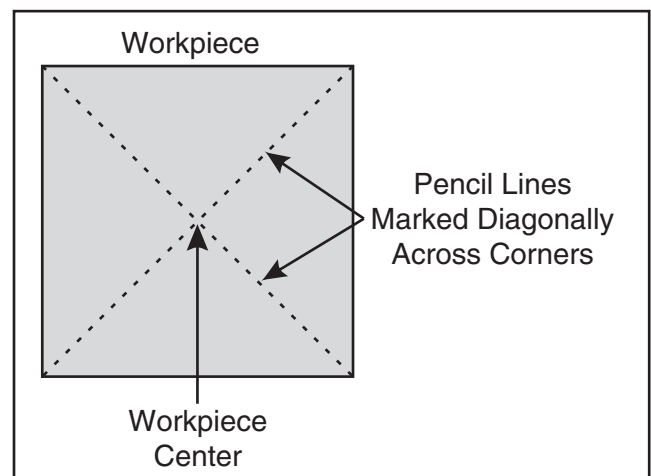 Workpiece
Pencil Lines
Marked Diagonally
Across Corners
Workpiece
Center